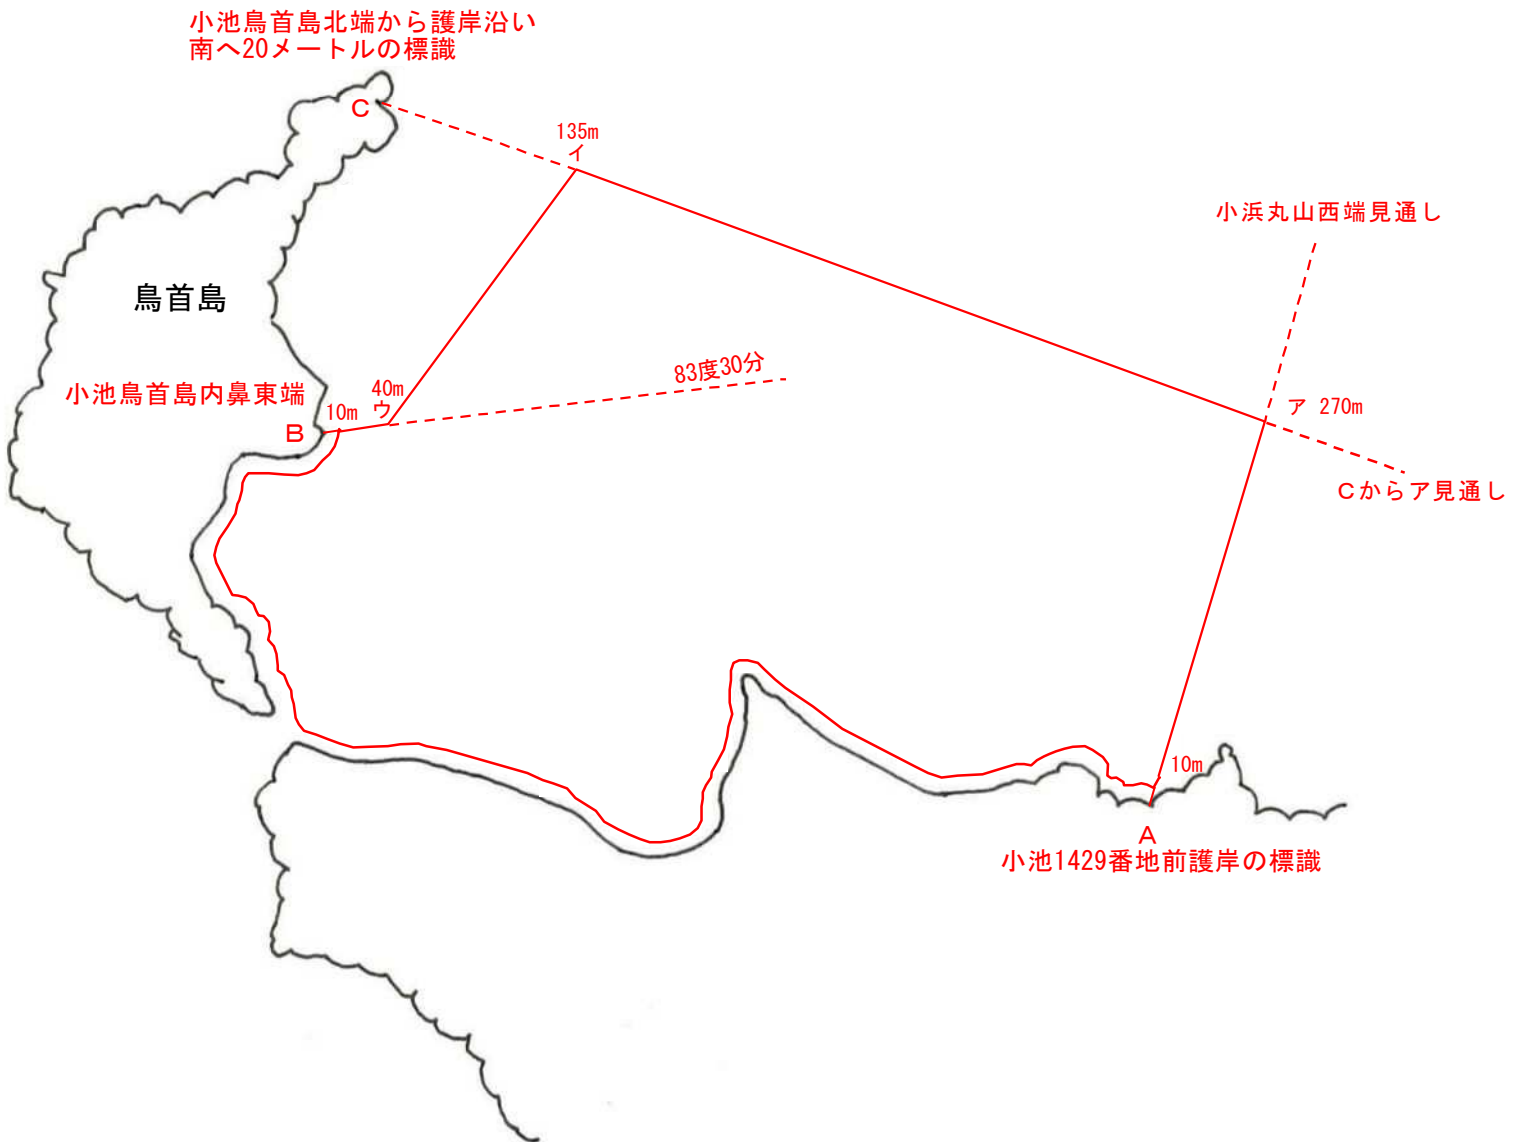 小池鳥首島北端から護岸沿い
南へ20メートルの標識
C
135m
イ
小浜丸山西端見通し
鳥首島
83度30分
小池鳥首島内鼻東端
40m
ウ
10m
B
ア 270m
Cからア見通し
10m
A
小池1429番地前護岸の標識